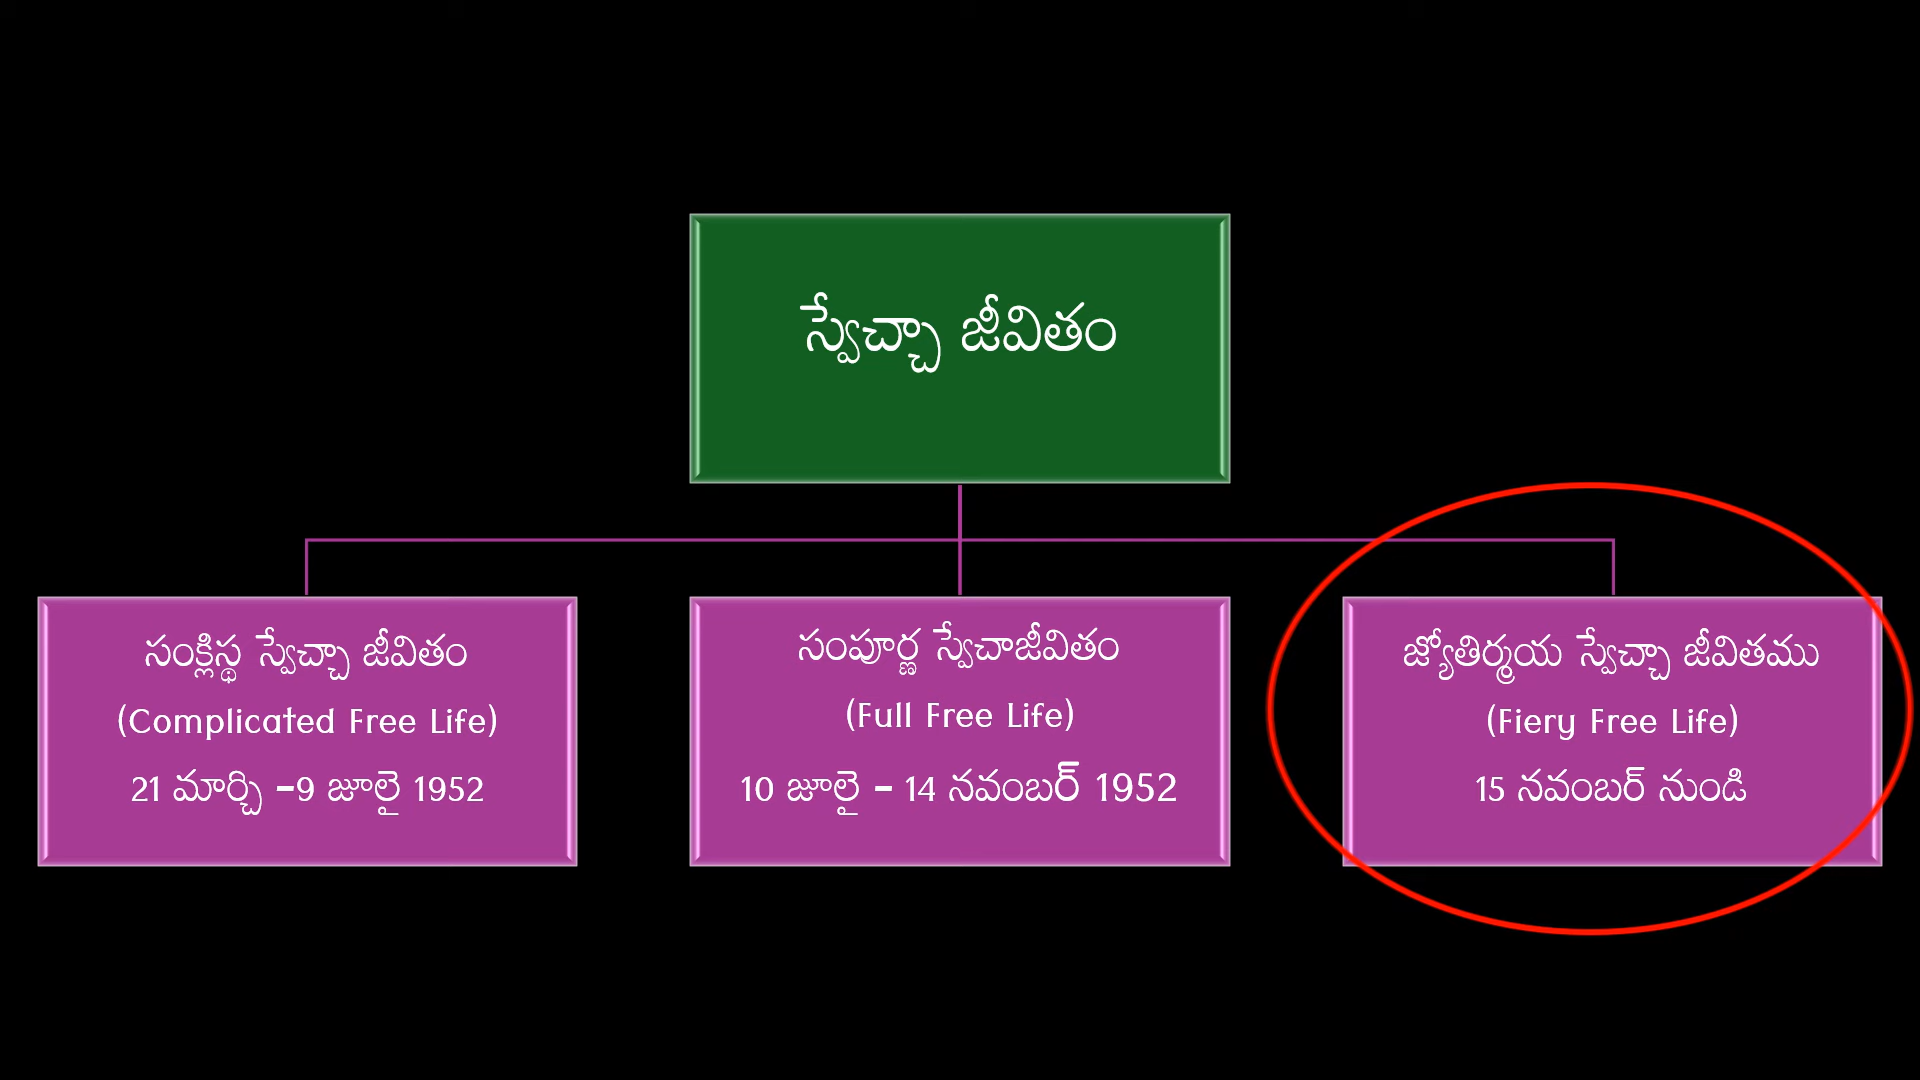 స్వేచ్చా జీవితం
సంక్లిస్థ స్వేచ్చా జీవితం
(Complicated Free Life)
21 మార్చి -9 జూలై 1952
సంపూర్ణ స్వేచాజీవితం
(Full Free Life)
10 జూలై - 14 నవంబర్ 1952
జ్యోతిర్మయ స్వేచ్చా జీవితము
(Fiery Free Life)
15 నవంబర్ నుండి